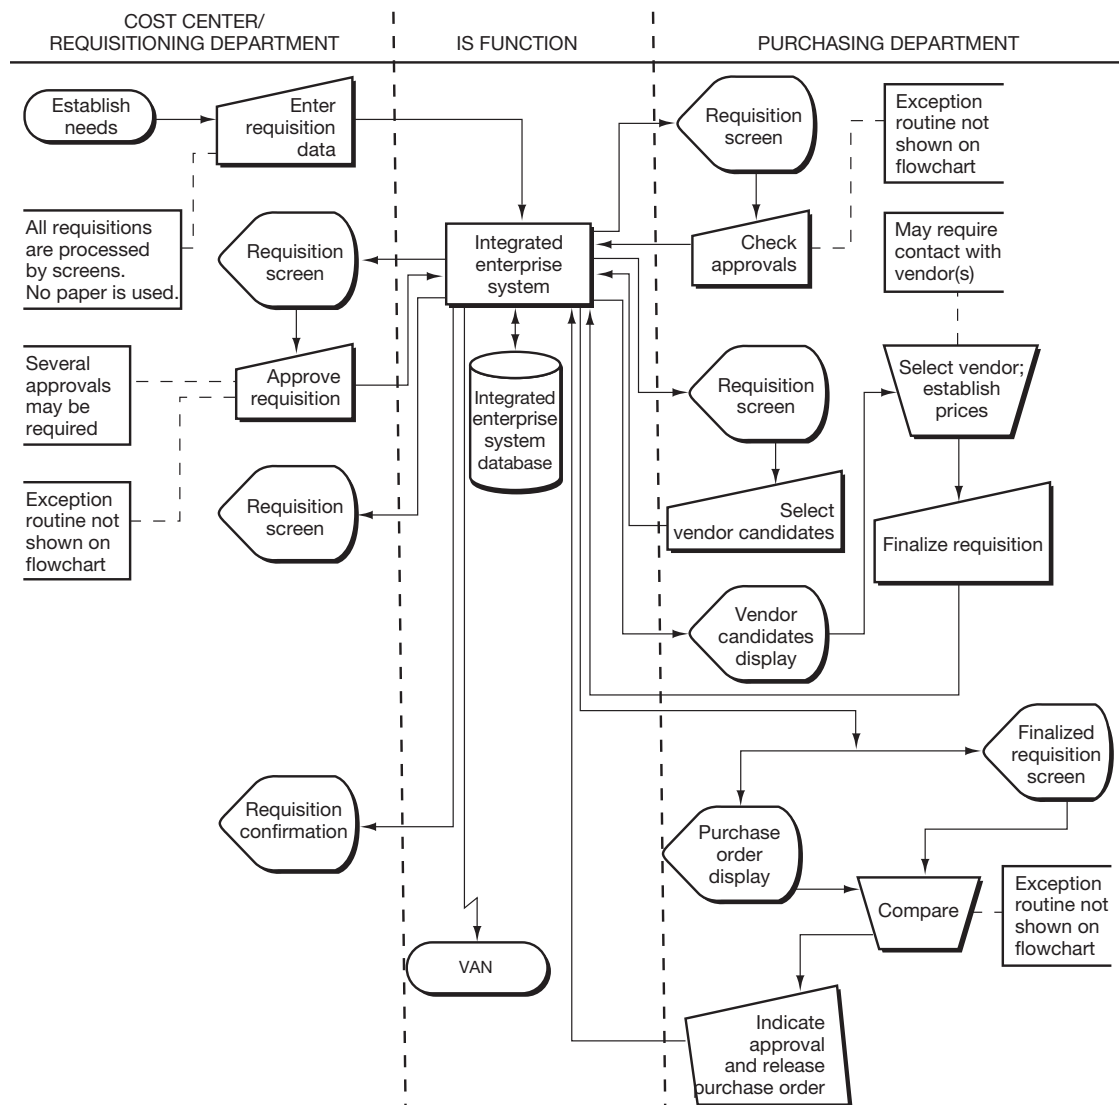 COST CENTER/
REQUISITIONING DEPARTMENT
IS FUNCTION
PURCHASING DEPARTMENT
Establish
needs
Enter
requisition
data
Requisition
screen
Exception
routine not
shown on
flowchart
All requisitions
are processed
by screens.
No paper is used.
Requisition
screen
Integrated
enterprise
system
Check
approvals
May require
contact with
vendor(s)
Several
approvals
may be
required
Approve
requisition
Integrated
enterprise
system
database
Requisition
screen
Select vendor;
establish
prices
Exception
routine not
shown on
flowchart
Requisition
screen
Select
vendor candidates
Finalize requisition
Vendor
candidates
display
Finalized
requisition
screen
Requisition
confirmation
Purchase
order
display
Compare
Exception
routine not
shown on
flowchart
VAN
Indicate
approval
and release
purchase order